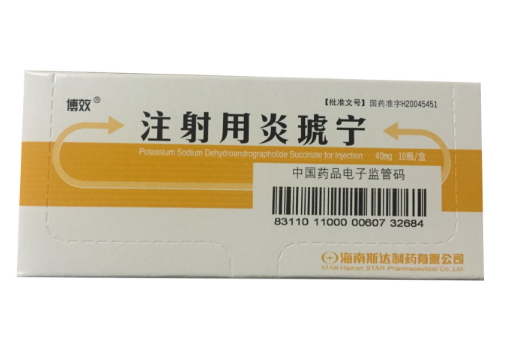 博效®
【批准文号】国药准字H20045451
注射用炎琥宁
Potassium Sodium Dehydroandrographolide Succinate for Injection
40mg 10瓶/盒
中国药品电子监管码
83110 11000 00607 32684
海南斯达制药有限公司
STAR Hainan STAR Pharmaceutical Co.,Ltd.